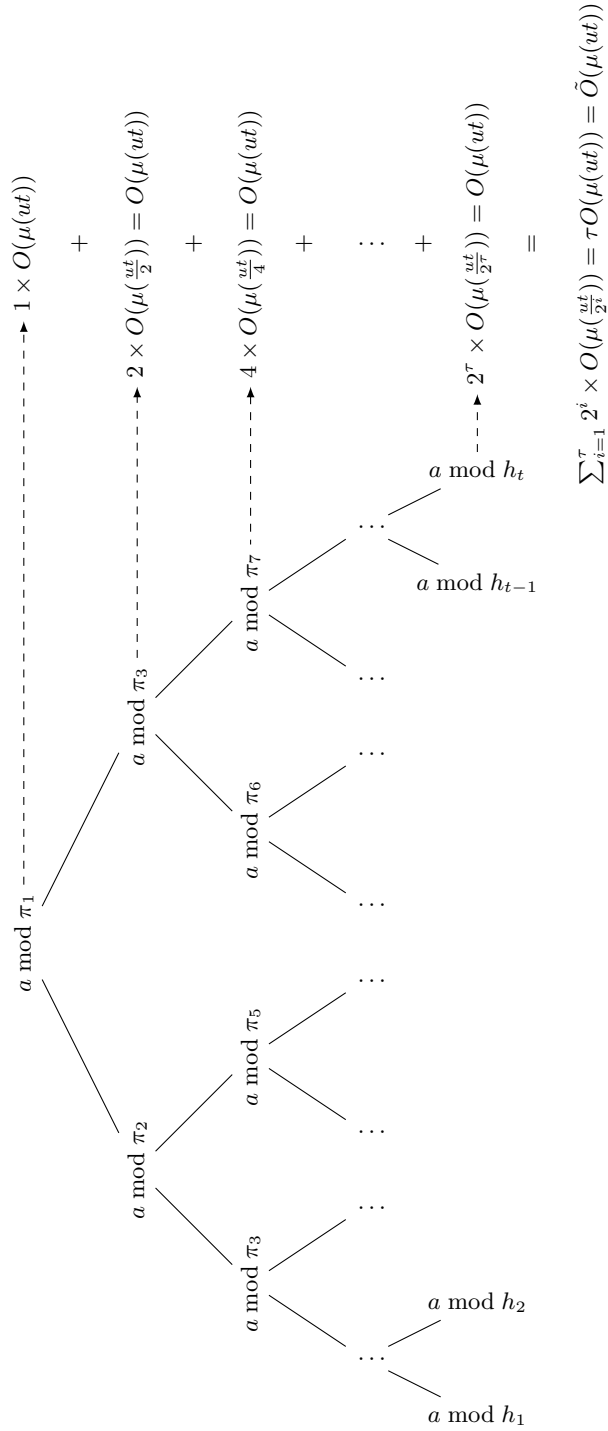 a mod π₁ 1 × O(μ(ut))
+
a mod π₂ a mod π₃ 2 × O(μ(ut/2)) = O(μ(ut))
+
a mod π₃ a mod π₅ a mod π₆ a mod π₇ 4 × O(μ(ut/4)) = O(μ(ut))
+
… … … … … … … … …
+
a mod h₁ a mod h₂ a mod hₜ₋₁ a mod hₜ 2^τ × O(μ(ut/2^τ)) = O(μ(ut))
=
∑_{i=1}^{τ} 2^i × O(μ(ut/2^i)) = τO(μ(ut)) = Õ(μ(ut))